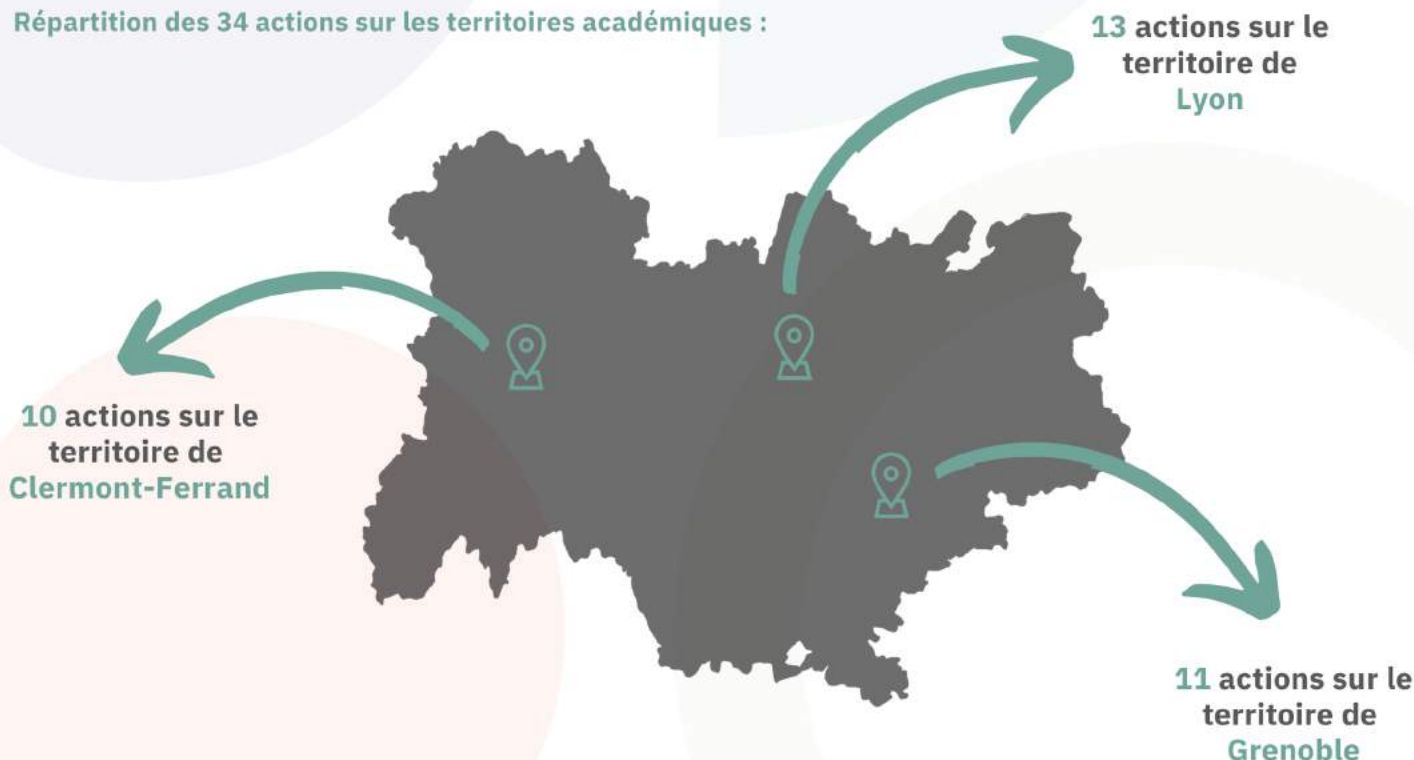 Répartition des 34 actions sur les territoires académiques :
13 actions sur le
territoire de
Lyon
10 actions sur le
territoire de
Clermont-Ferrand
11 actions sur le
territoire de
Grenoble